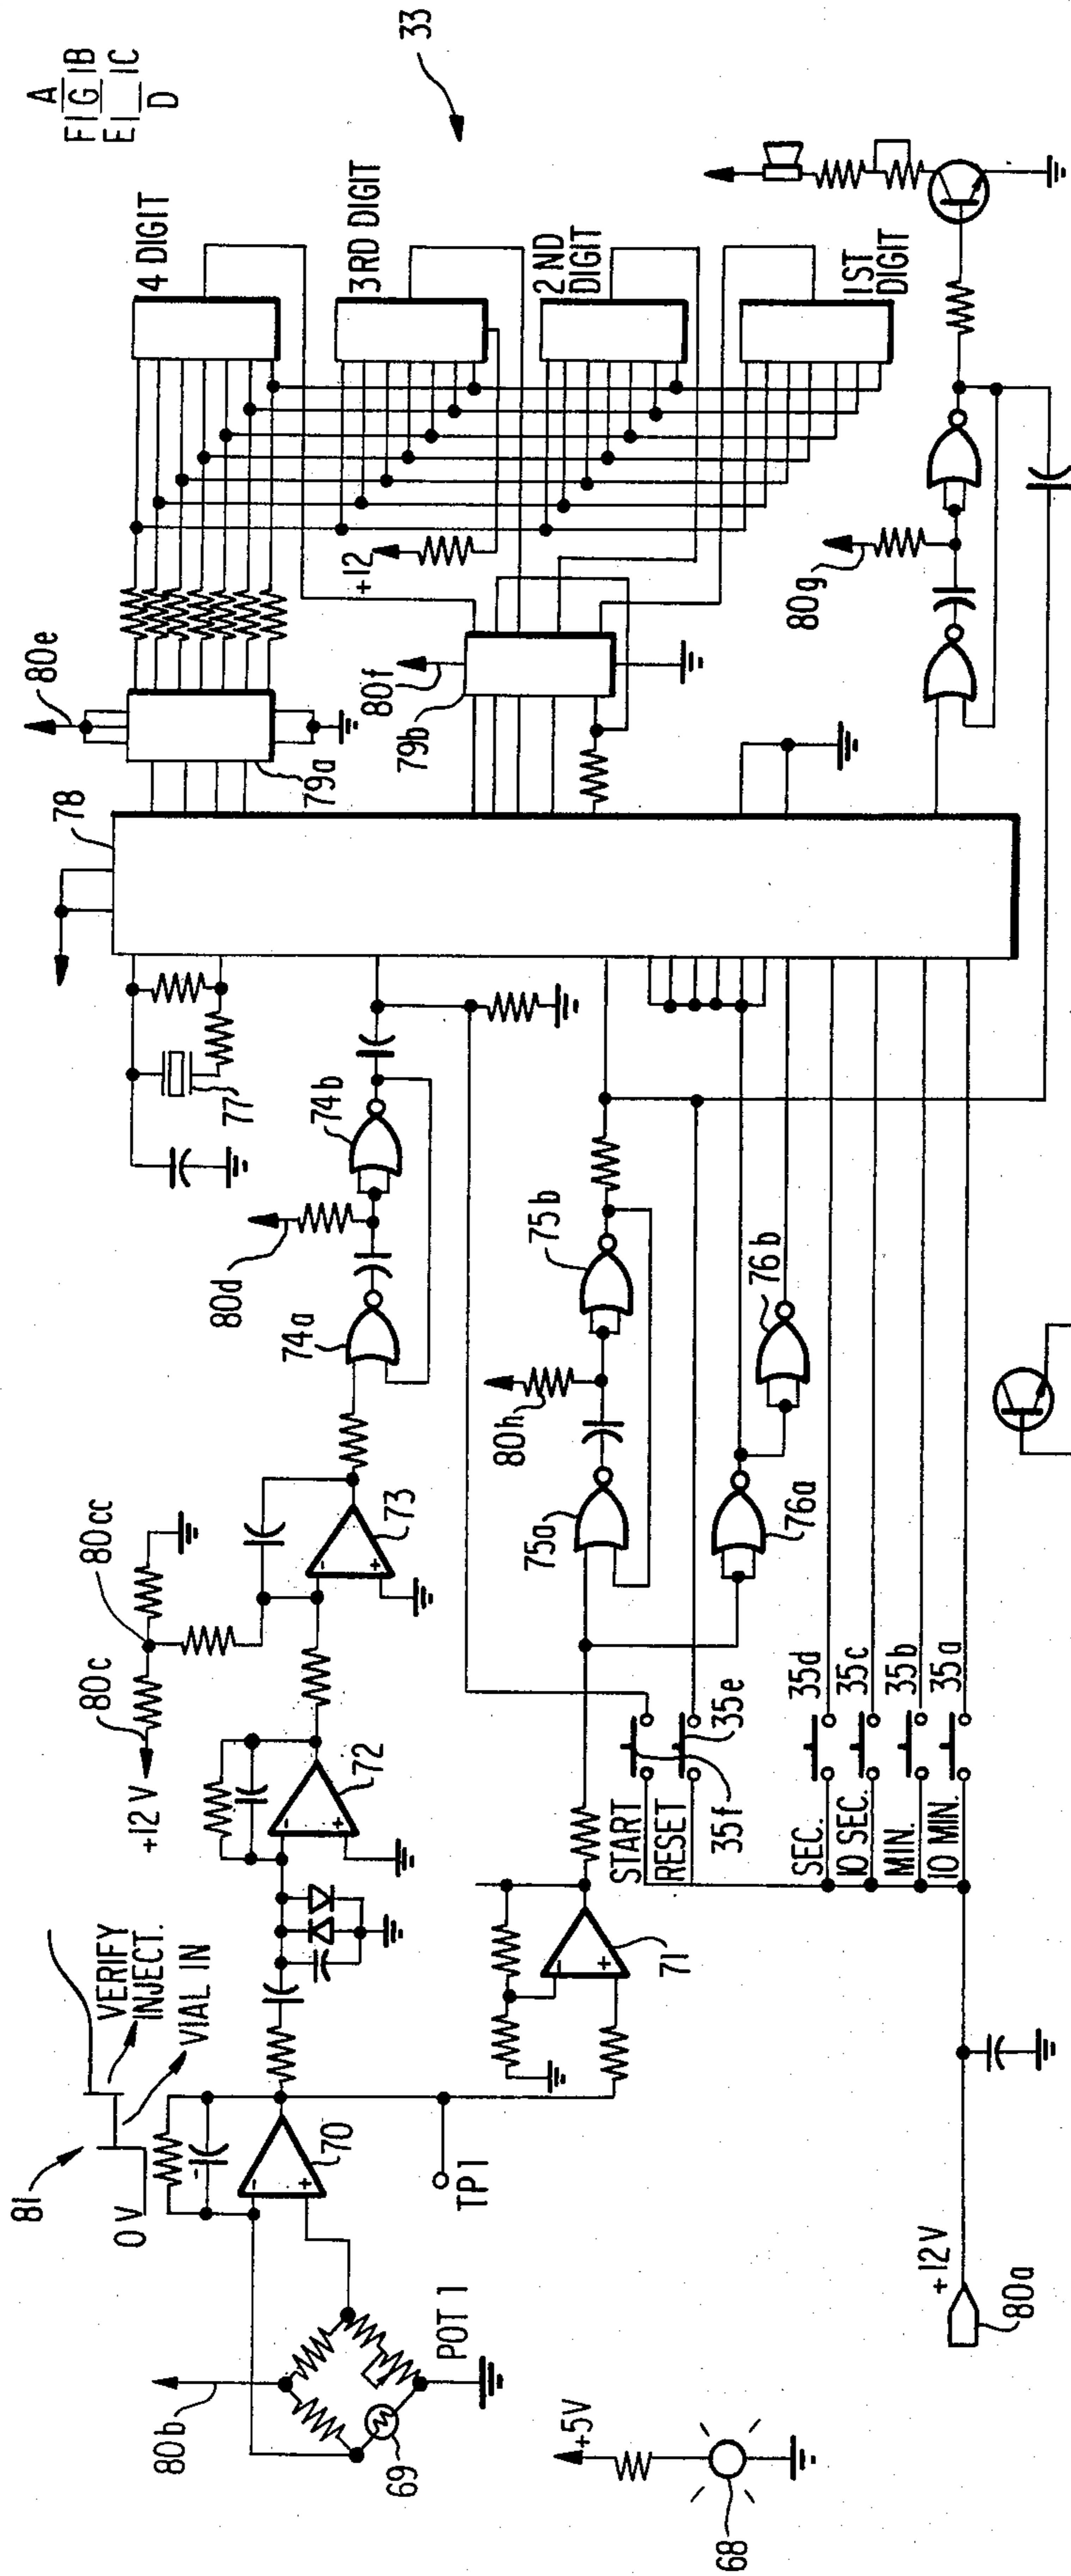 A
FIG 1B
E 1C
D
33
4 DIGIT
3RD DIGIT
2 ND
DIGIT
1ST
DIGIT
80e
79a
78
+12
80f
79b
80g
77
74b
80d
74a
75b
80h
75a
76b
76a
80cc
80c
+12 V
73
72
START
RESET
35e
35f
SEC.
10 SEC.
MIN.
10 MIN.
35d
35c
35b
35a
71
81
VERIFY
INJECT.
VIAL IN
0 V
70
TP 1
80b
POT 1
69
+5V
68
+12 V
80a